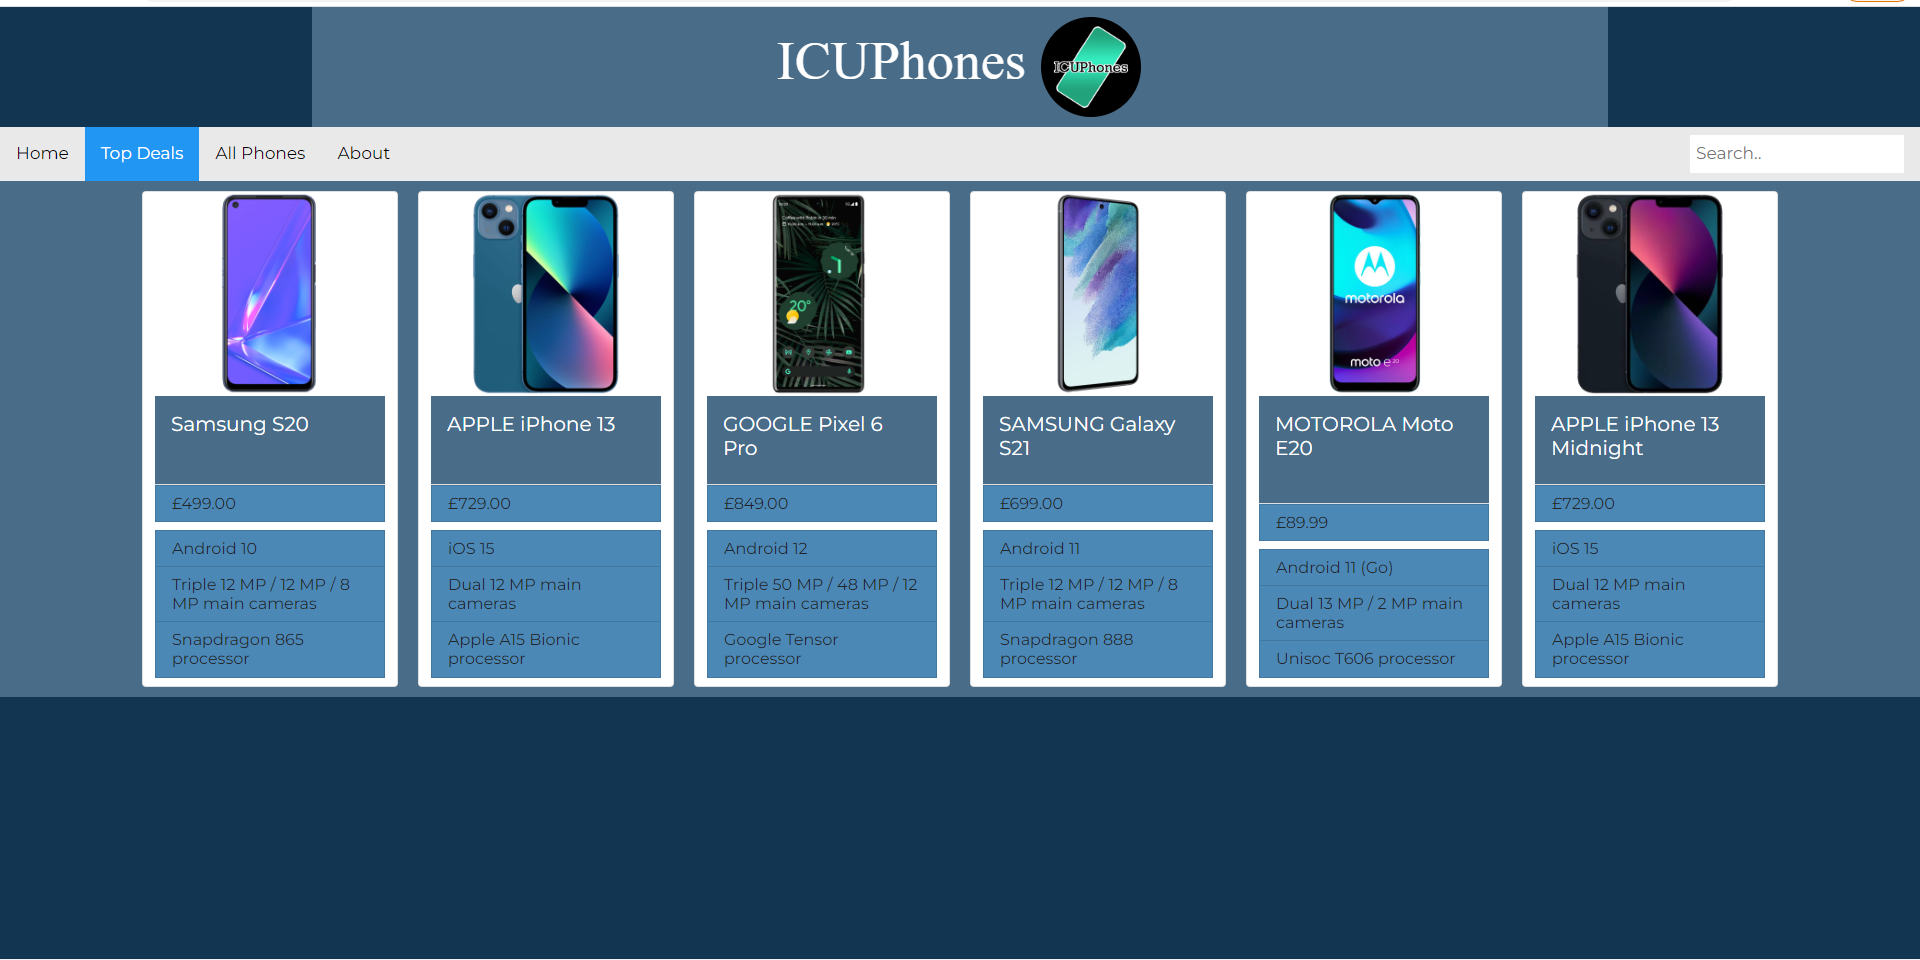 ICUPhones
ICUPhones
Home
Top Deals
All Phones
About
Search..
20°
motorola
moto e20
Samsung S20
£499.00
Android 10
Triple 12 MP / 12 MP / 8
MP main cameras
Snapdragon 865
processor
APPLE iPhone 13
£729.00
iOS 15
Dual 12 MP main
cameras
Apple A15 Bionic
processor
GOOGLE Pixel 6
Pro
£849.00
Android 12
Triple 50 MP / 48 MP / 12
MP main cameras
Google Tensor
processor
SAMSUNG Galaxy
S21
£699.00
Android 11
Triple 12 MP / 12 MP / 8
MP main cameras
Snapdragon 888
processor
MOTOROLA Moto
E20
£89.99
Android 11 (Go)
Dual 13 MP / 2 MP main
cameras
Unisoc T606 processor
APPLE iPhone 13
Midnight
£729.00
iOS 15
Dual 12 MP main
cameras
Apple A15 Bionic
processor